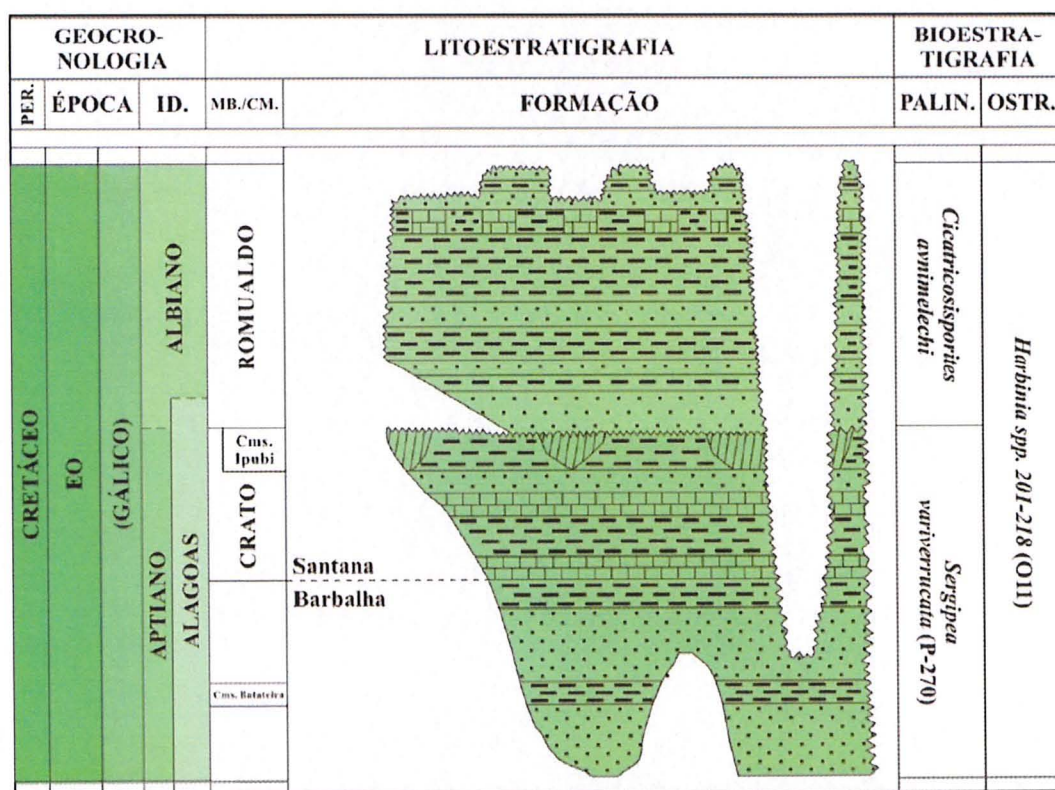 GEOCRO-
NOLOGIA
LITOESTRATIGRAFIA
BIOESTRA-
TIGRAFIA
PER.
ÉPOCA
ID.
MB./CM.
FORMAÇÃO
PALIN.
OSTR.
CRETÁCEO
EO
(GÁLICO)
ALBIANO
APTIANO
ALAGOAS
ROMUALDO
Cms.
Ipubi
CRATO
Cms. Batateira
Santana
Barbalha
Cicatricosisporites
avnimelechi
Sergipea
variverrucata (P-270)
Harbinia spp. 201-218 (O11)